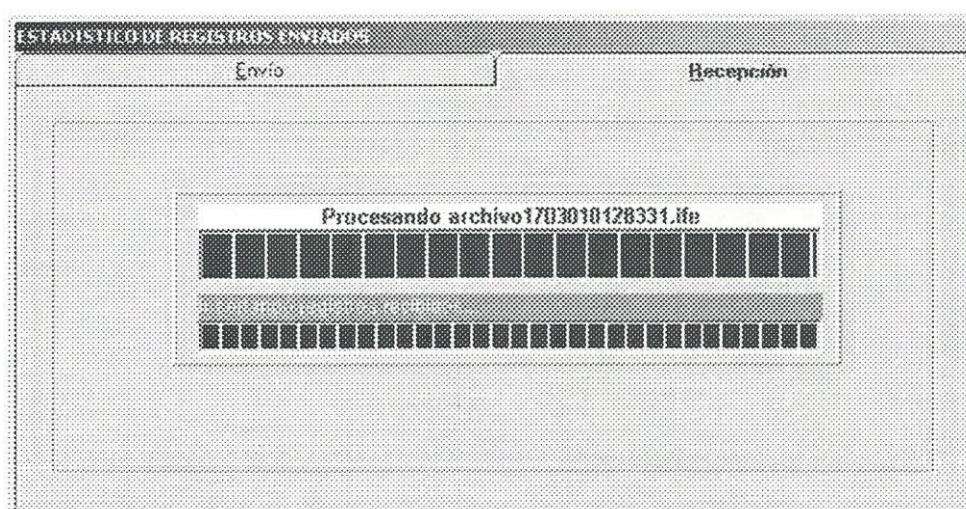 ESTADISTICO DE REGISTROS ENVIADOS
Envío
Recepción
Procesando archivo1703010128331.ife